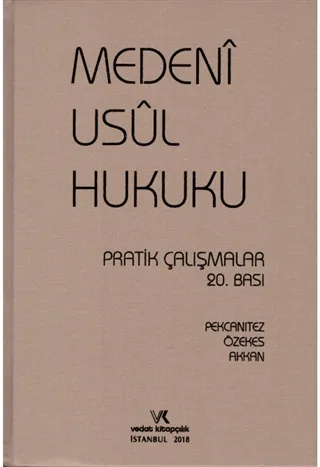 MEDENÎ
USÛL
HUKUKU
PRATİK ÇALIŞMALAR
20. BASI
PEKCANITEZ
ÖZEKES
AKKAN
VK
vedat kitapçılık
İSTANBUL 2018